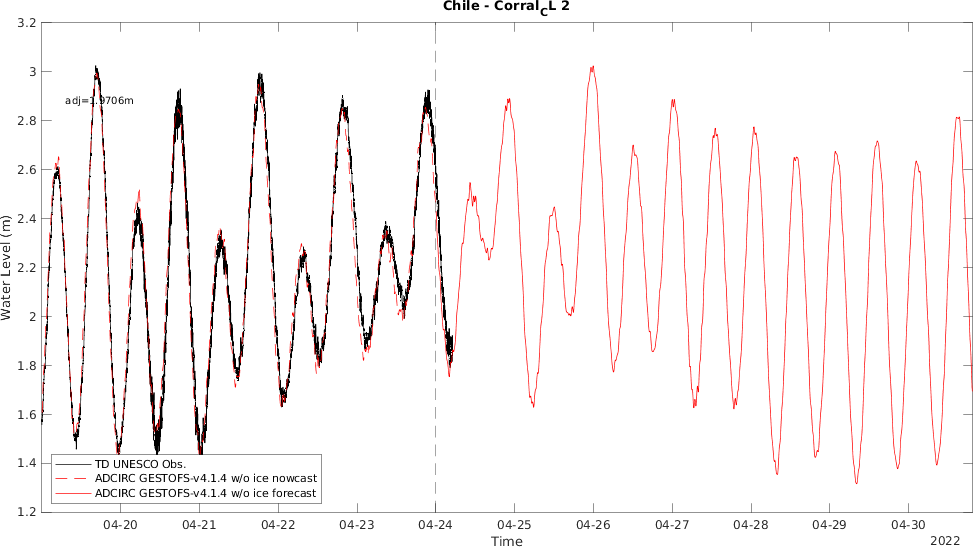 Chile - Corral_CL 2
3.2
3
2.8
2.6
2.4
2.2
2
1.8
1.6
1.4
1.2
Water Level (m)
adj=1.9706m
TD UNESCO Obs.
ADCIRC GESTOFS-v4.1.4 w/o ice nowcast
ADCIRC GESTOFS-v4.1.4 w/o ice forecast
04-20 04-21 04-22 04-23 04-24 04-25 04-26 04-27 04-28 04-29 04-30
Time
2022